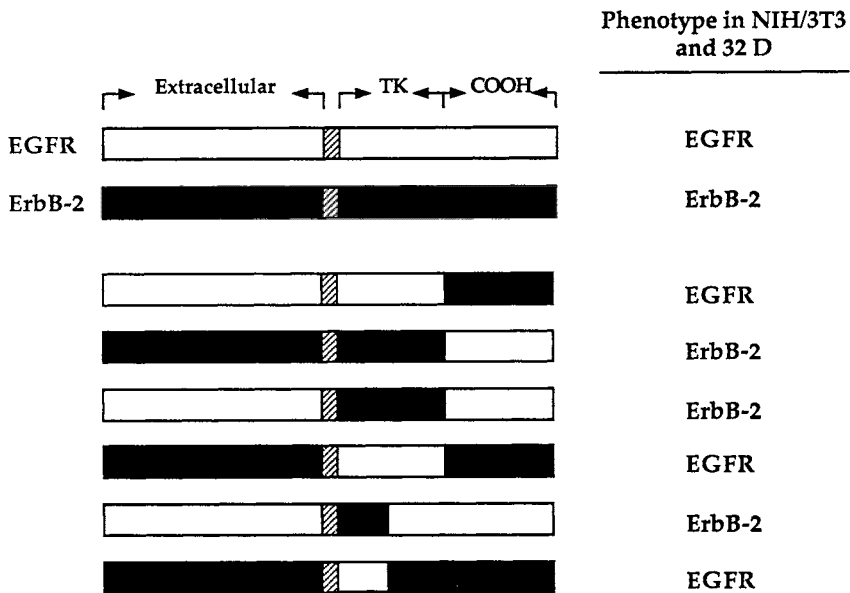 Phenotype in NIH/3T3
and 32 D
Extracellular TK COOH
EGFR EGFR
ErbB-2 ErbB-2
EGFR
ErbB-2
ErbB-2
EGFR
ErbB-2
EGFR